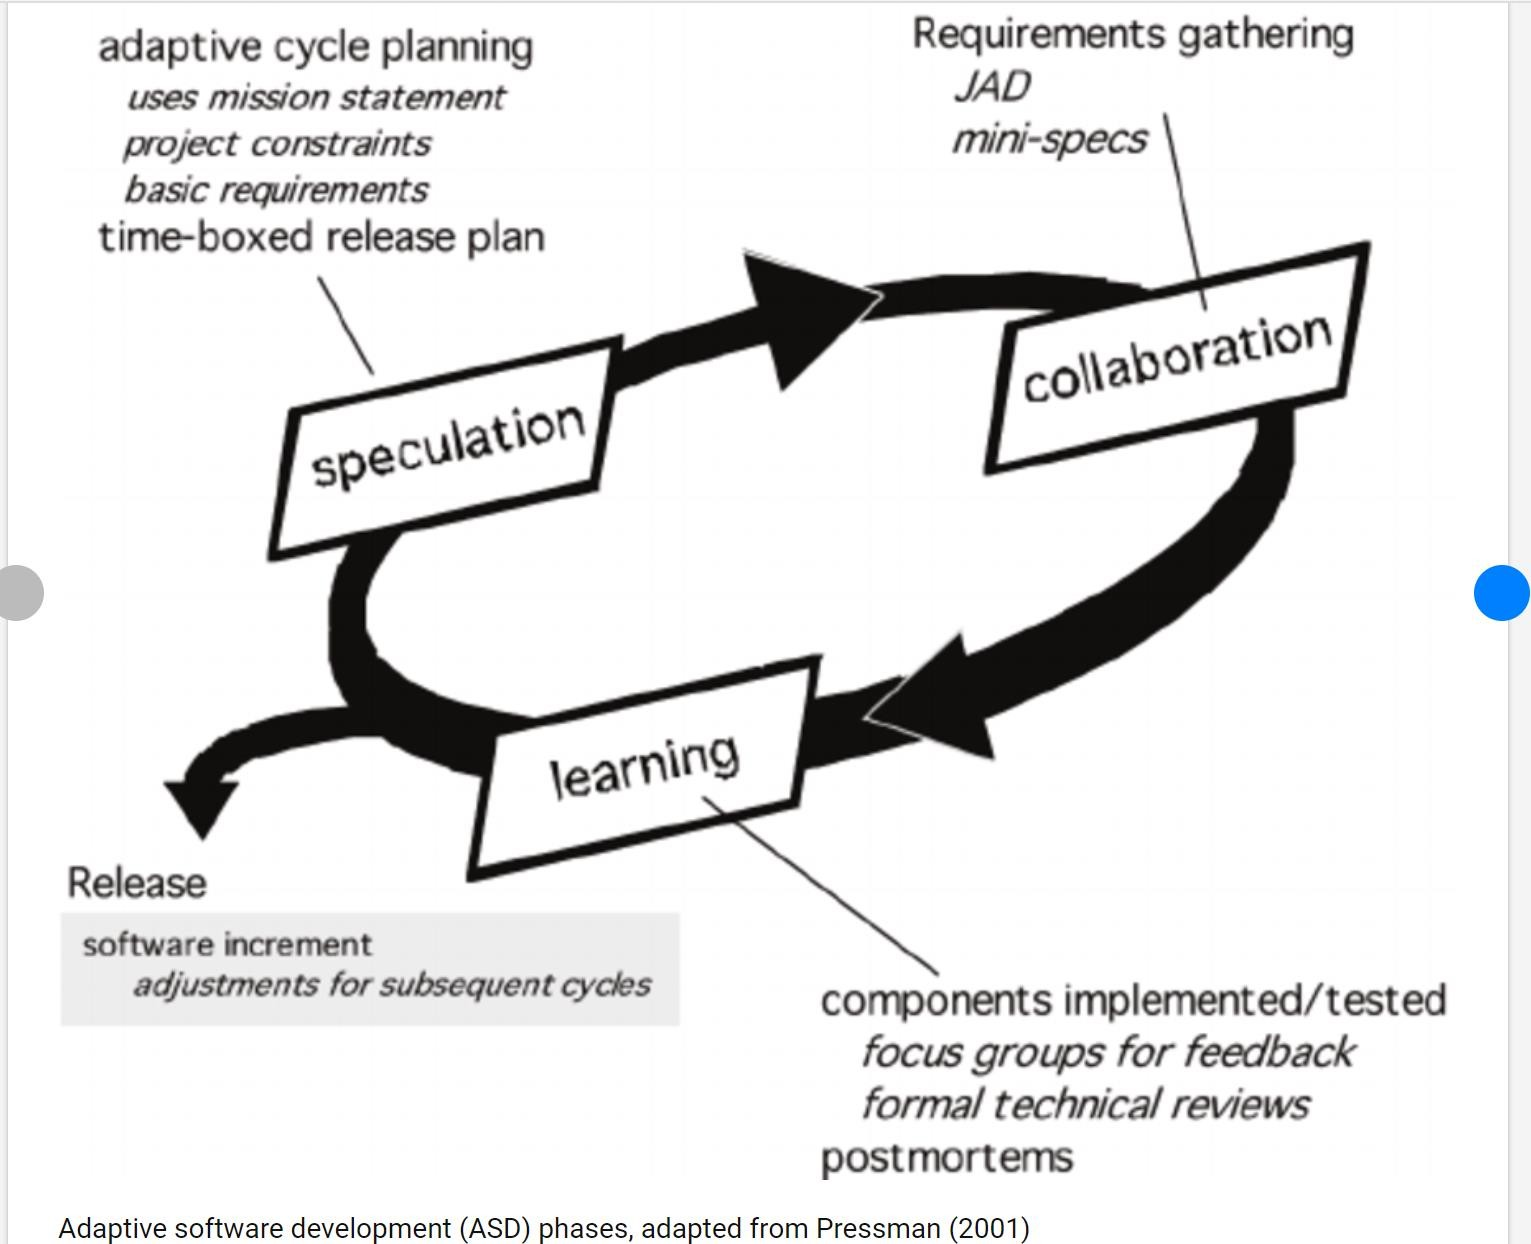 adaptive cycle planning
uses mission statement
project constraints
basic requirements
time-boxed release plan
Requirements gathering
JAD
mini-specs
speculation
collaboration
learning
Release
software increment
adjustments for subsequent cycles
components implemented/tested
focus groups for feedback
formal technical reviews
postmortems
Adaptive software development (ASD) phases, adapted from Pressman (2001)